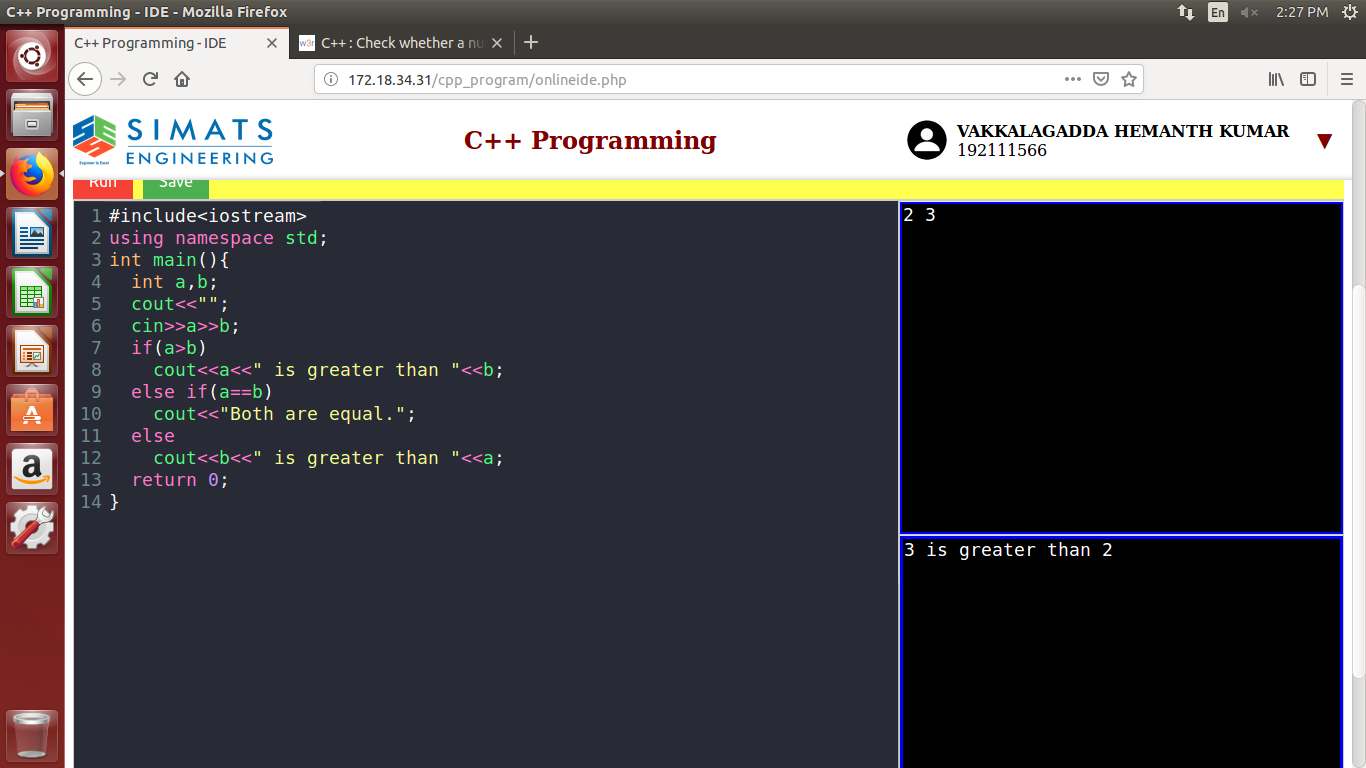 C++ Programming - IDE - Mozilla Firefox
En
2:27 PM
C++ Programming - IDE
w3r
C++ : Check whether a nu
172.18.34.31/cpp_program/onlineide.php
SIMATS
ENGINEERING
Engineer to Excel
C++ Programming
VAKKALAGADDA HEMANTH KUMAR
192111566
Run
Save
1 #include<iostream>
2 using namespace std;
3 int main(){
4   int a,b;
5   cout<<"";
6   cin>>a>>b;
7   if(a>b)
8     cout<<a<<" is greater than "<<b;
9   else if(a==b)
10     cout<<"Both are equal.";
11   else
12     cout<<b<<" is greater than "<<a;
13   return 0;
14 }
2 3
3 is greater than 2